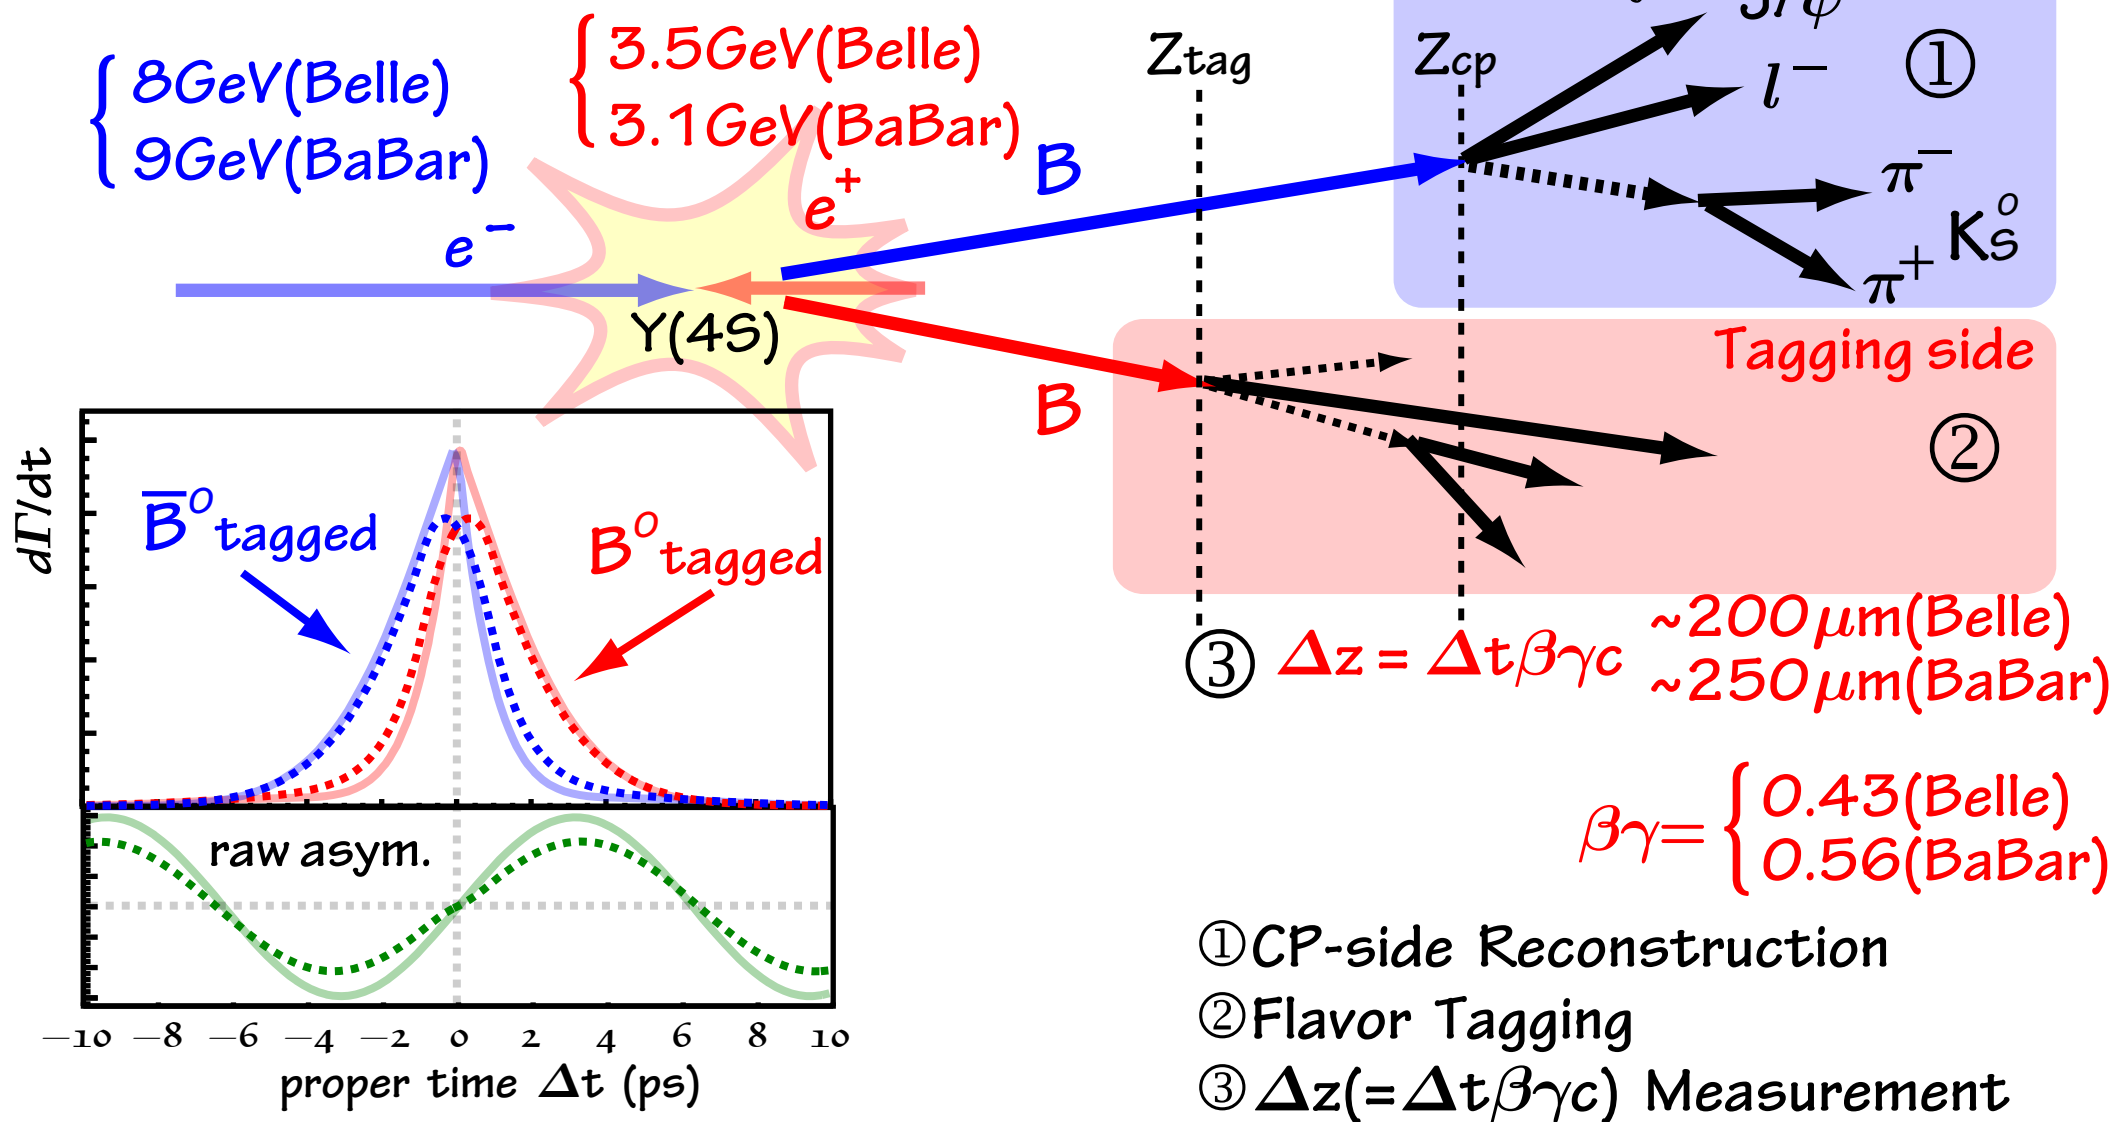 8GeV(Belle)
9GeV(BaBar)
3.5GeV(Belle)
3.1GeV(BaBar)
e⁻
e⁺
Υ(4S)
B
B
Ztag
Zcp
J/ψ
l⁻
①
π⁻
K⁰s
π⁺
Tagging side
②
③ Δz = Δtβγc
~200μm(Belle)
~250μm(BaBar)
βγ=
0.43(Belle)
0.56(BaBar)
①CP-side Reconstruction
②Flavor Tagging
③Δz(=Δtβγc) Measurement
dΓ/dt
B̅⁰tagged
B⁰tagged
raw asym.
−10 −8 −6 −4 −2 0 2 4 6 8 10
proper time Δt (ps)